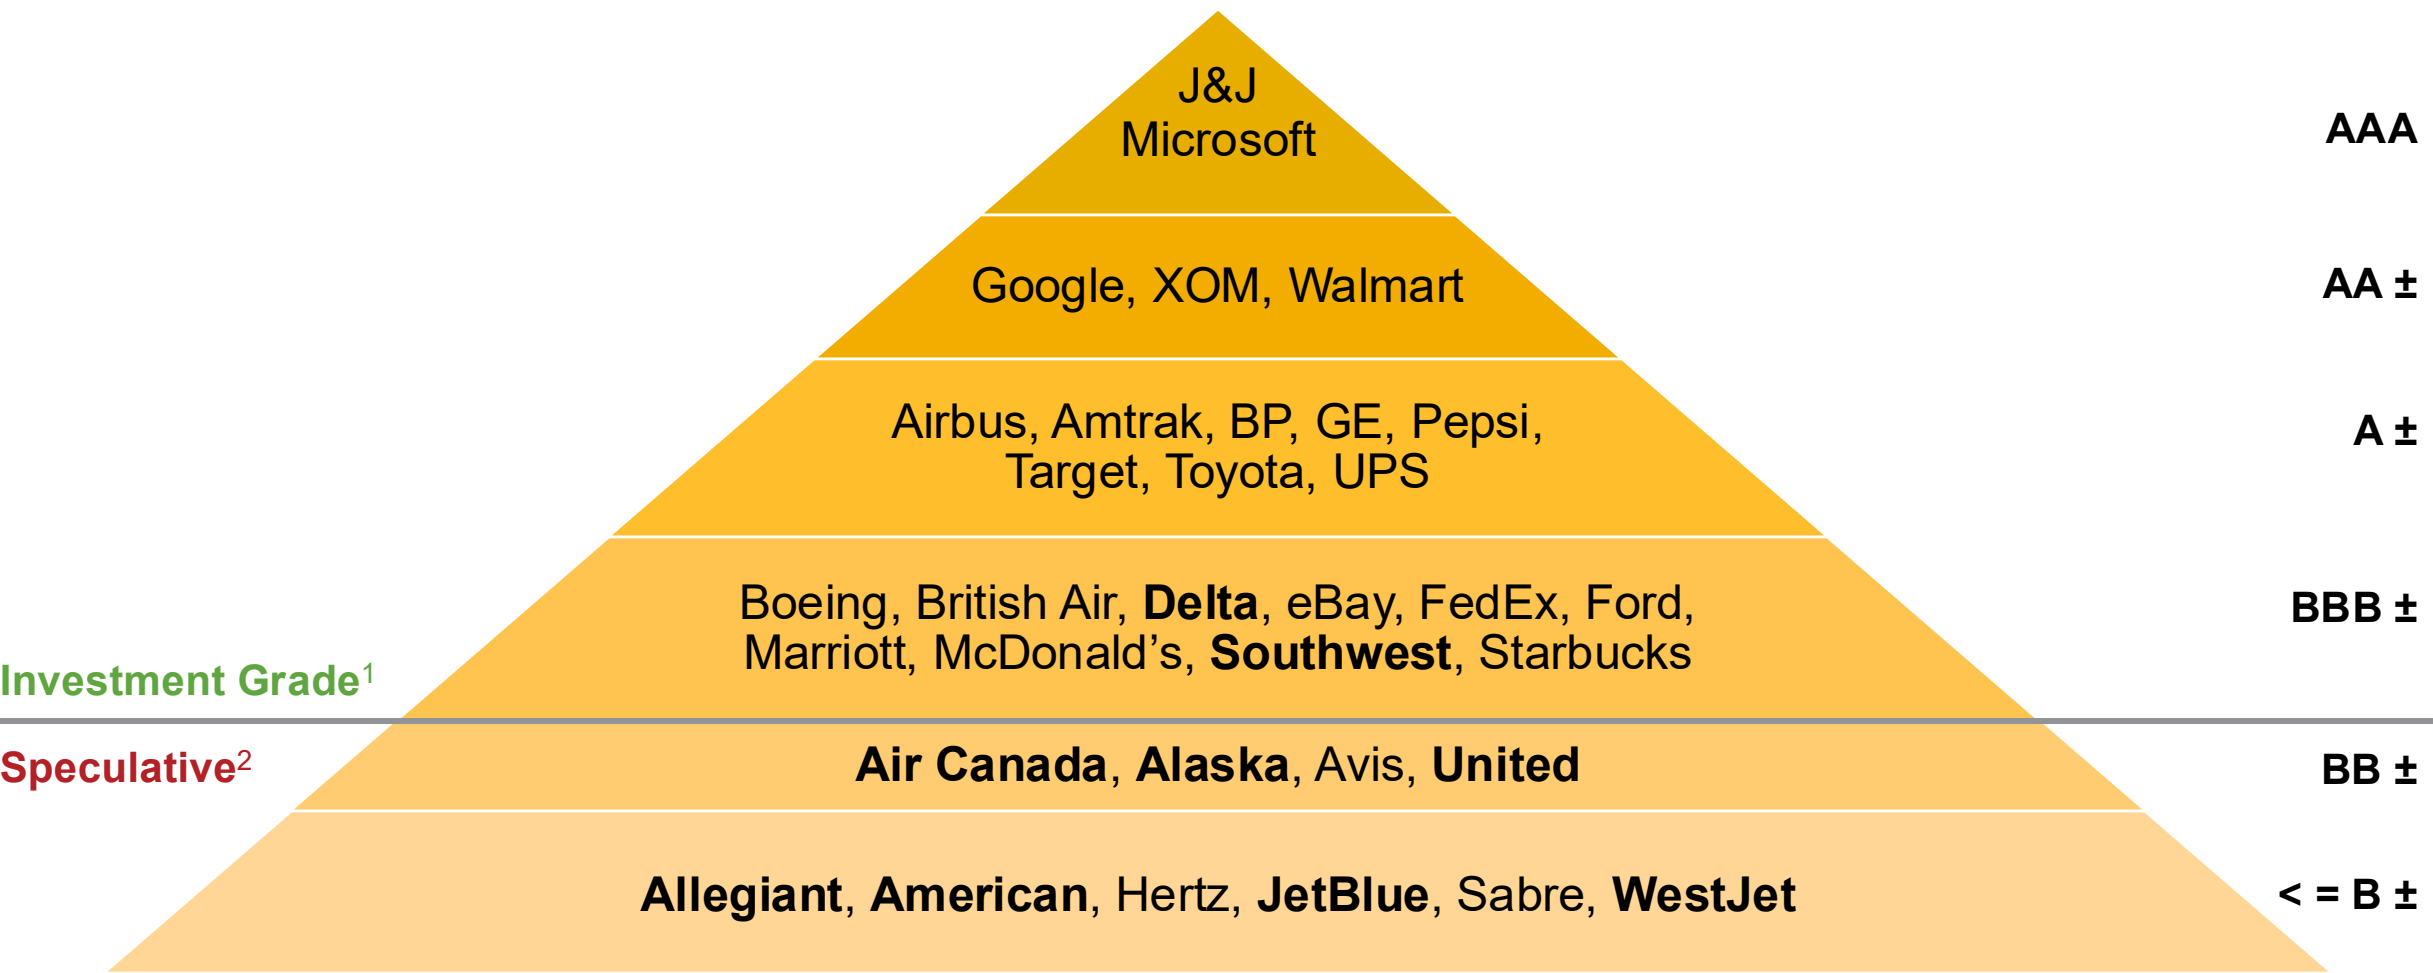 J&J
Microsoft
AAA
Google, XOM, Walmart
AA ±
Airbus, Amtrak, BP, GE, Pepsi,
Target, Toyota, UPS
A ±
Boeing, British Air, Delta, eBay, FedEx, Ford,
Marriott, McDonald’s, Southwest, Starbucks
BBB ±
Investment Grade¹
Speculative²
Air Canada, Alaska, Avis, United
BB ±
Allegiant, American, Hertz, JetBlue, Sabre, WestJet
< = B ±